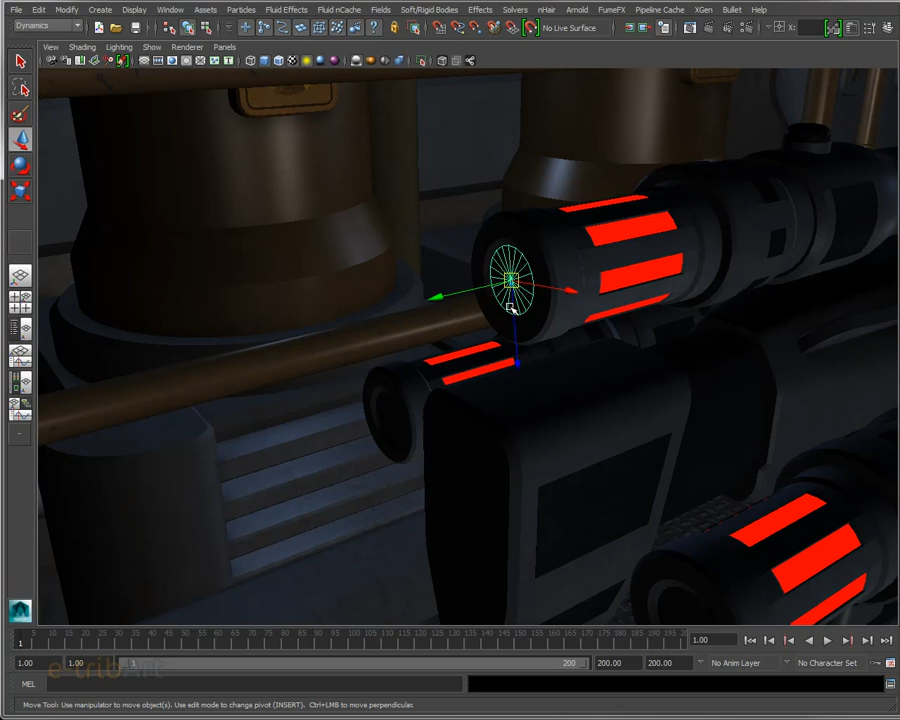 File Edit Modify Create Display Window Assets Particles Fluid Effects Fluid nCache Fields Soft/Rigid Bodies Effects Solvers nHair Arnold FumeFX Pipeline Cache XGen Bullet Help
Dynamics No Live Surface
View Shading Lighting Show Renderer Panels
5 10 15 20 25 30 35 40 45 50 55 60 65 70 75 80 85 90 95 100 105 110 115 120 125 130 135 140 145 150 155 160 165 170 175 180 185 190 195
1 1.00
1.00 1.00 1 200 200.00 200.00 No Anim Layer No Character Set
e-tribArt
MEL
Move Tool: Use manipulator to move object(s). Use edit mode to change pivot (INSERT). Ctrl+LMB to move perpendicular.